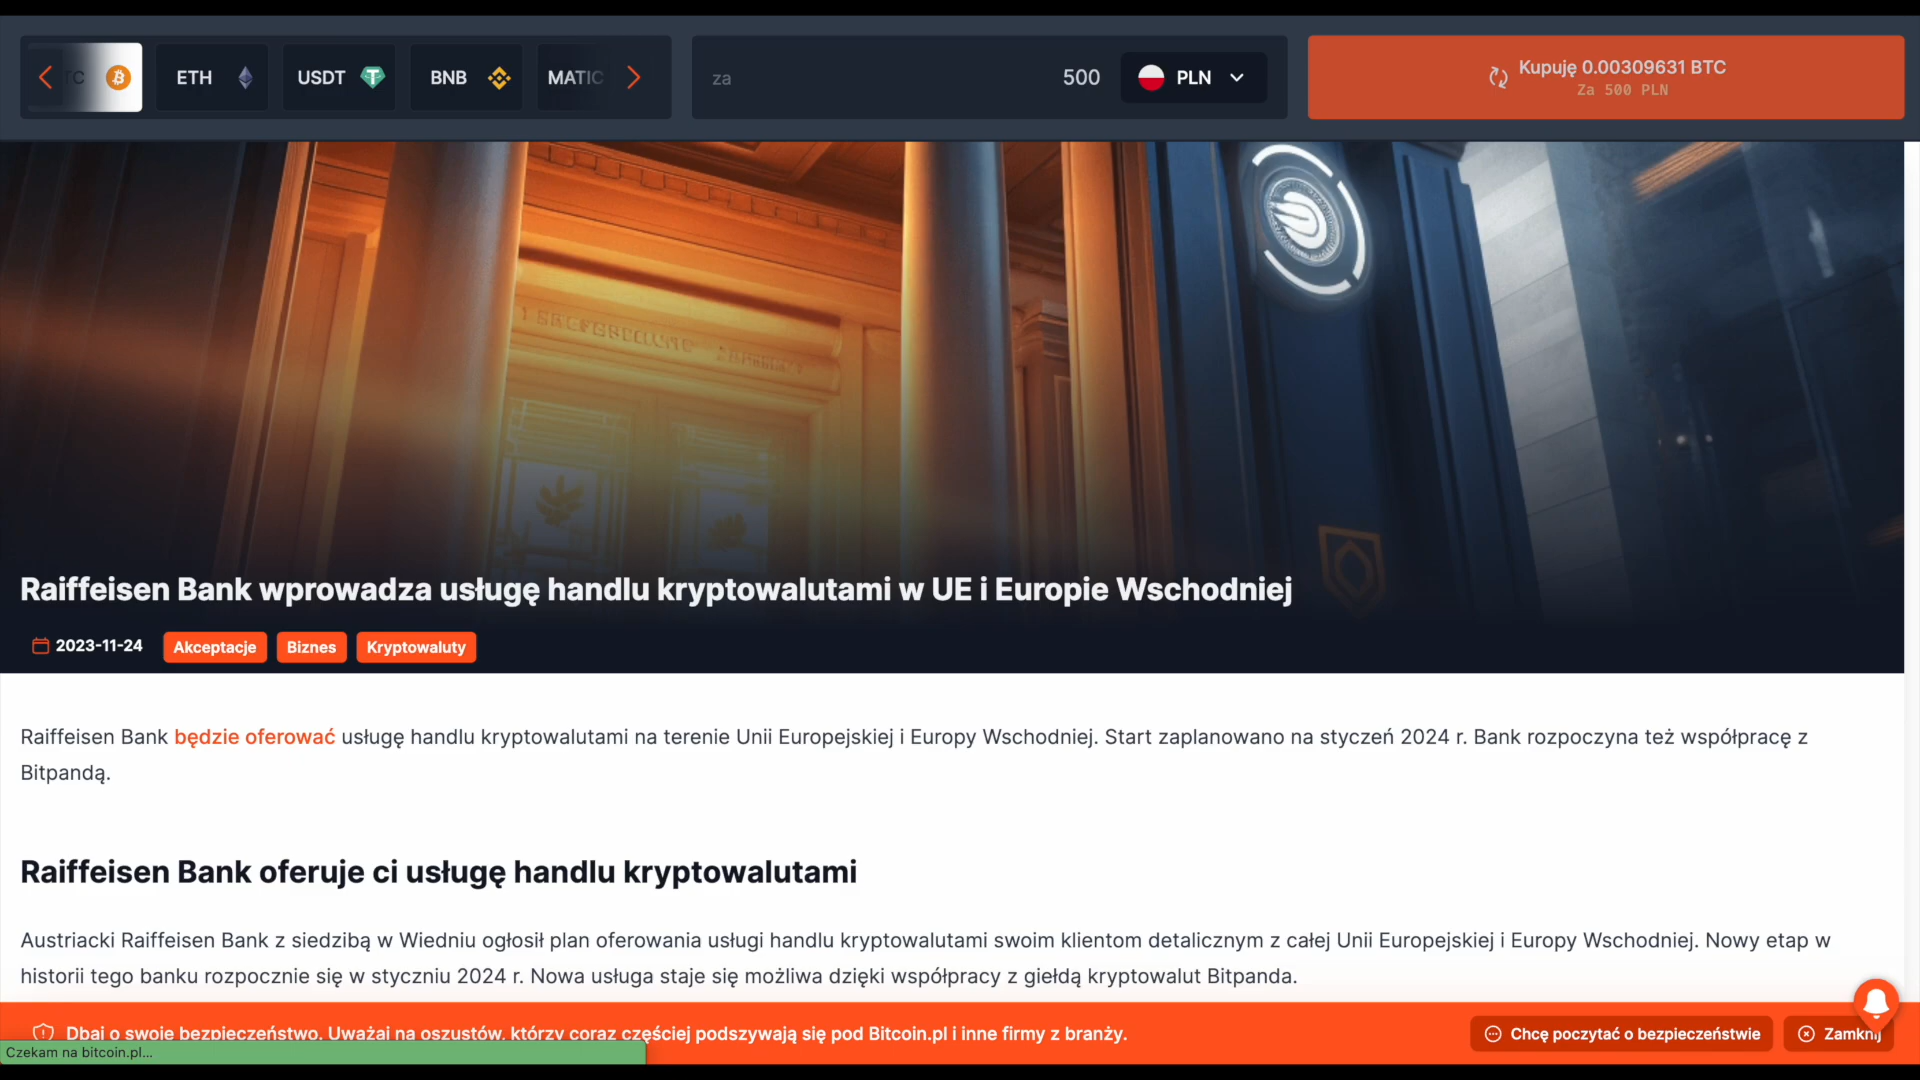 ETH
USDT
BNB
MATIC
za
500
PLN
Kupuję 0.00309631 BTC
Za 500 PLN
Raiffeisen Bank wprowadza usługę handlu kryptowalutami w UE i Europie Wschodniej
2023-11-24
Akceptacje
Biznes
Kryptowaluty
Raiffeisen Bank będzie oferować usługę handlu kryptowalutami na terenie Unii Europejskiej i Europy Wschodniej. Start zaplanowano na styczeń 2024 r. Bank rozpoczyna też współpracę z
Bitpandą.
Raiffeisen Bank oferuje ci usługę handlu kryptowalutami
Austriacki Raiffeisen Bank z siedzibą w Wiedniu ogłosił plan oferowania usługi handlu kryptowalutami swoim klientom detalicznym z całej Unii Europejskiej i Europy Wschodniej. Nowy etap w
historii tego banku rozpocznie się w styczniu 2024 r. Nowa usługa staje się możliwa dzięki współpracy z giełdą kryptowalut Bitpanda.
Dbaj o swoje bezpieczeństwo. Uważaj na oszustów, którzy coraz częściej podszywają się pod Bitcoin.pl i inne firmy z branży.
Chcę poczytać o bezpieczeństwie
Zamknij
Czekam na bitcoin.pl...